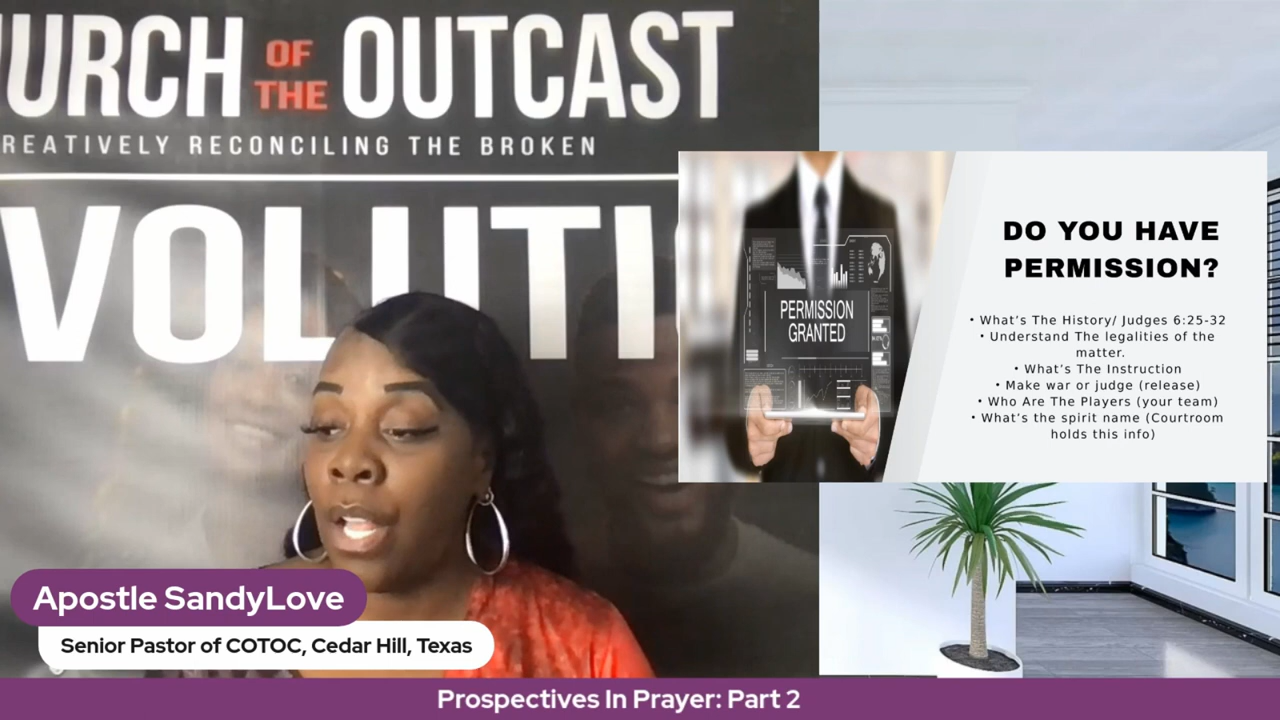 HURCH OF THE OUTCAST
REATIVELY RECONCILING THE BROKEN
VOLUTI
DO YOU HAVE
PERMISSION?
PERMISSION
GRANTED
• What's The History/ Judges 6:25-32
• Understand The legalities of the
matter.
• What's The Instruction
• Make war or judge (release)
• Who Are The Players (your team)
• What's the spirit name (Courtroom
holds this info)
Apostle SandyLove
Senior Pastor of COTOC, Cedar Hill, Texas
Prospectives In Prayer: Part 2